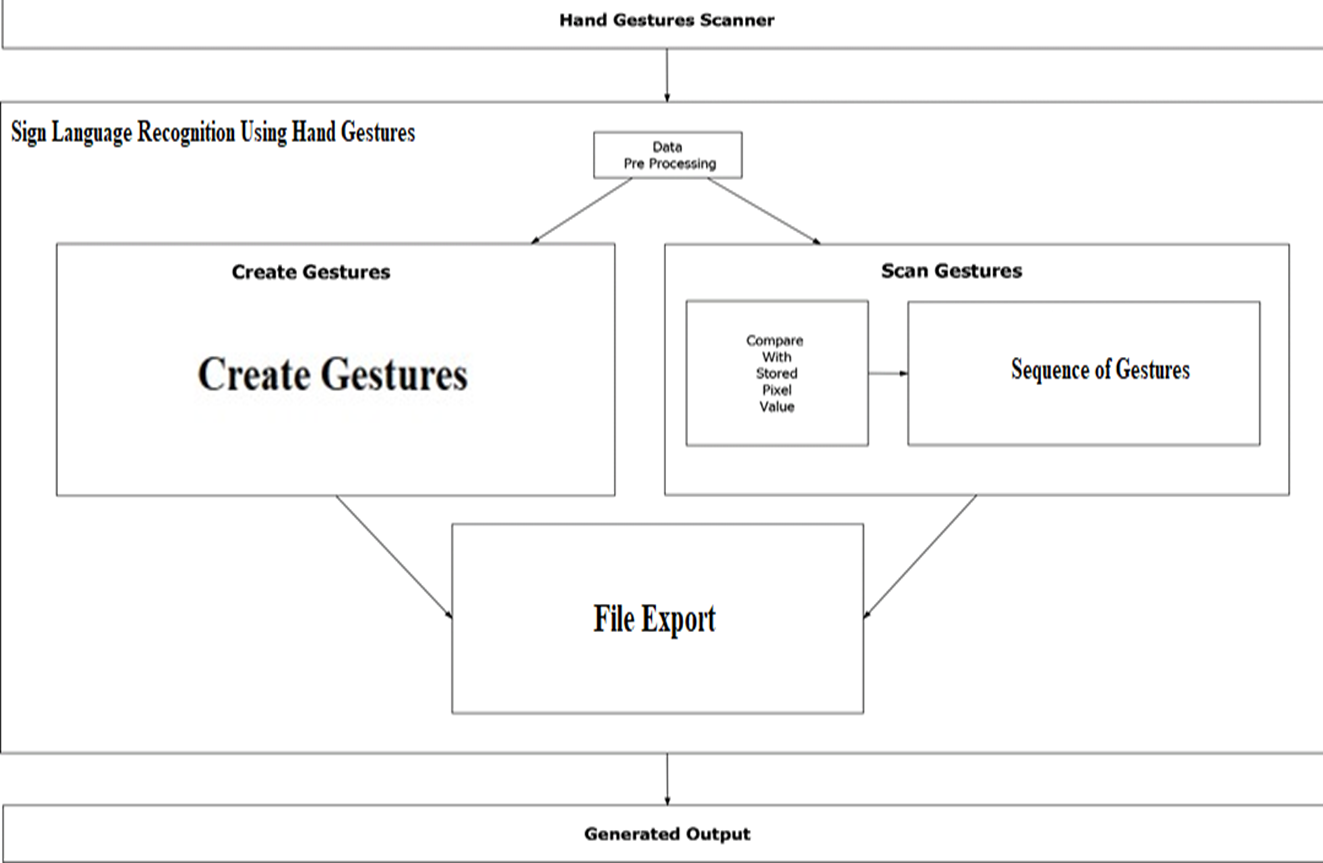 Hand Gestures Scanner
Sign Language Recognition Using Hand Gestures
Data
Pre Processing
Create Gestures
Create Gestures
Scan Gestures
Compare
With
Stored
Pixel
Value
Sequence of Gestures
File Export
Generated Output